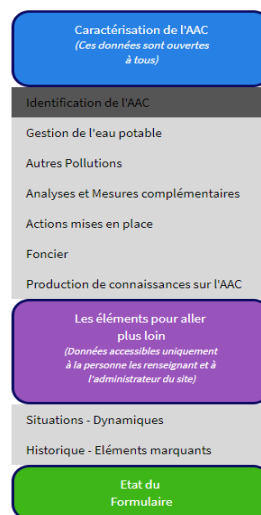 Caractérisation de l'AAC
(Ces données sont ouvertes
à tous)
Identification de l'AAC
Gestion de l'eau potable
Autres Pollutions
Analyses et Mesures complémentaires
Actions mises en place
Foncier
Production de connaissances sur l'AAC
Les éléments pour aller
plus loin
(Données accessibles uniquement
à la personne les renseignant et à
l'administrateur du site)
Situations - Dynamiques
Historique - Eléments marquants
Etat du
Formulaire